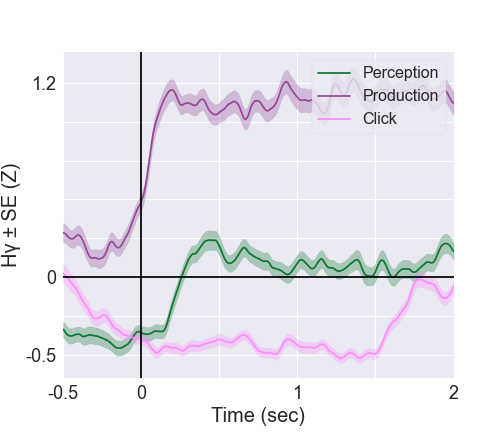 Hγ ± SE (Z)
1.2
0
-0.5
Perception
Production
Click
-0.5 0 1 2
Time (sec)